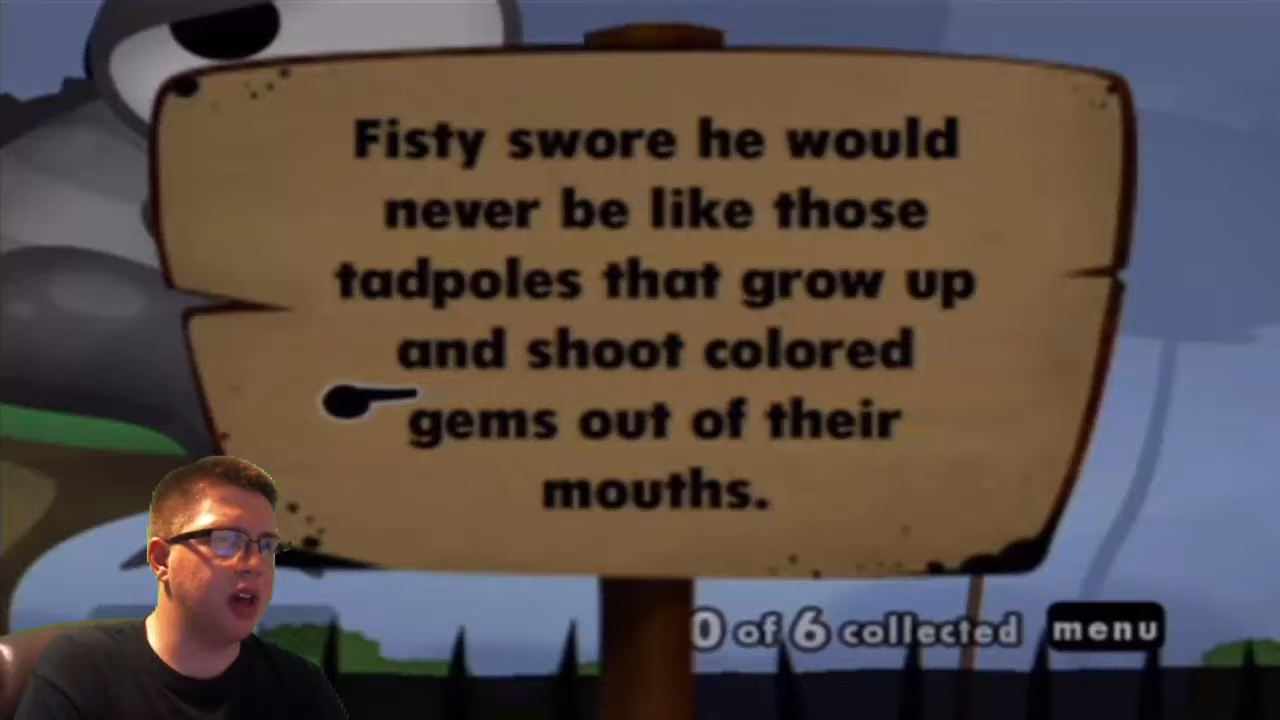 Fisty swore he would
never be like those
tadpoles that grow up
and shoot colored
gems out of their
mouths.
0 of 6 collected menu